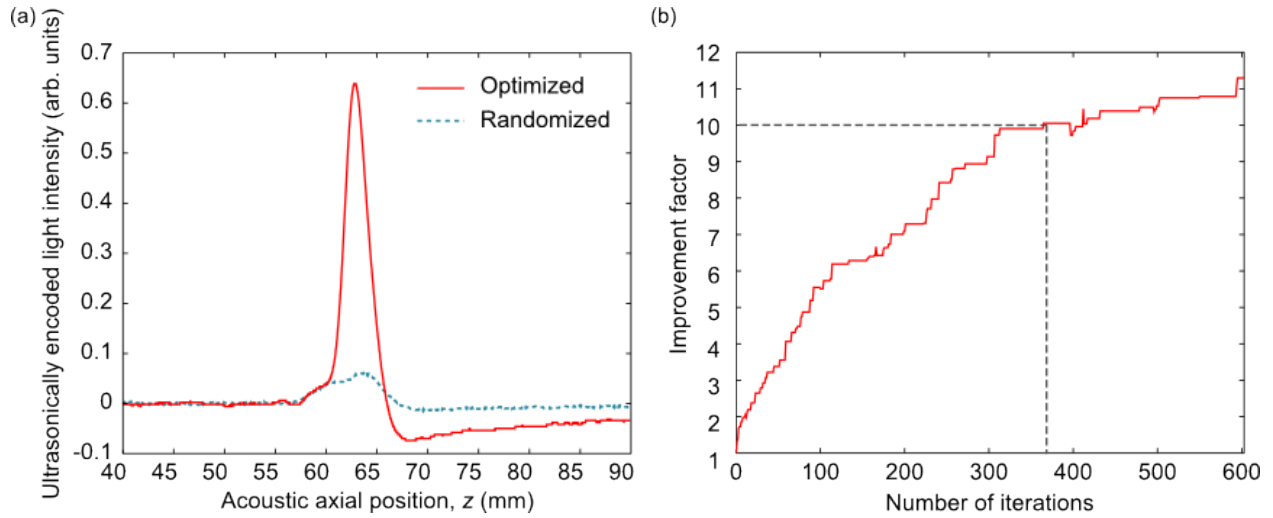 (a)
Ultrasonically encoded light intensity (arb. units)
0.7
0.6
0.5
0.4
0.3
0.2
0.1
0
-0.1
Optimized
Randomized
40 45 50 55 60 65 70 75 80 85 90
Acoustic axial position, z (mm)
(b)
Improvement factor
12
11
10
9
8
7
6
5
4
3
2
1
0 100 200 300 400 500 600
Number of iterations